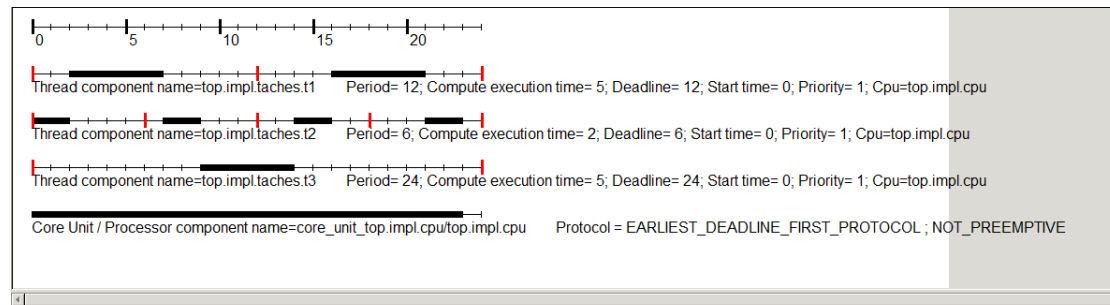 0 5 10 15 20
Thread component name=top.impl.taches.t1 Period= 12; Compute execution time= 5; Deadline= 12; Start time= 0; Priority= 1; Cpu=top.impl.cpu
Thread component name=top.impl.taches.t2 Period= 6; Compute execution time= 2; Deadline= 6; Start time= 0; Priority= 1; Cpu=top.impl.cpu
Thread component name=top.impl.taches.t3 Period= 24; Compute execution time= 5; Deadline= 24; Start time= 0; Priority= 1; Cpu=top.impl.cpu
Core Unit / Processor component name=core_unit_top.impl.cpu/top.impl.cpu Protocol = EARLIEST_DEADLINE_FIRST_PROTOCOL ; NOT_PREEMPTIVE